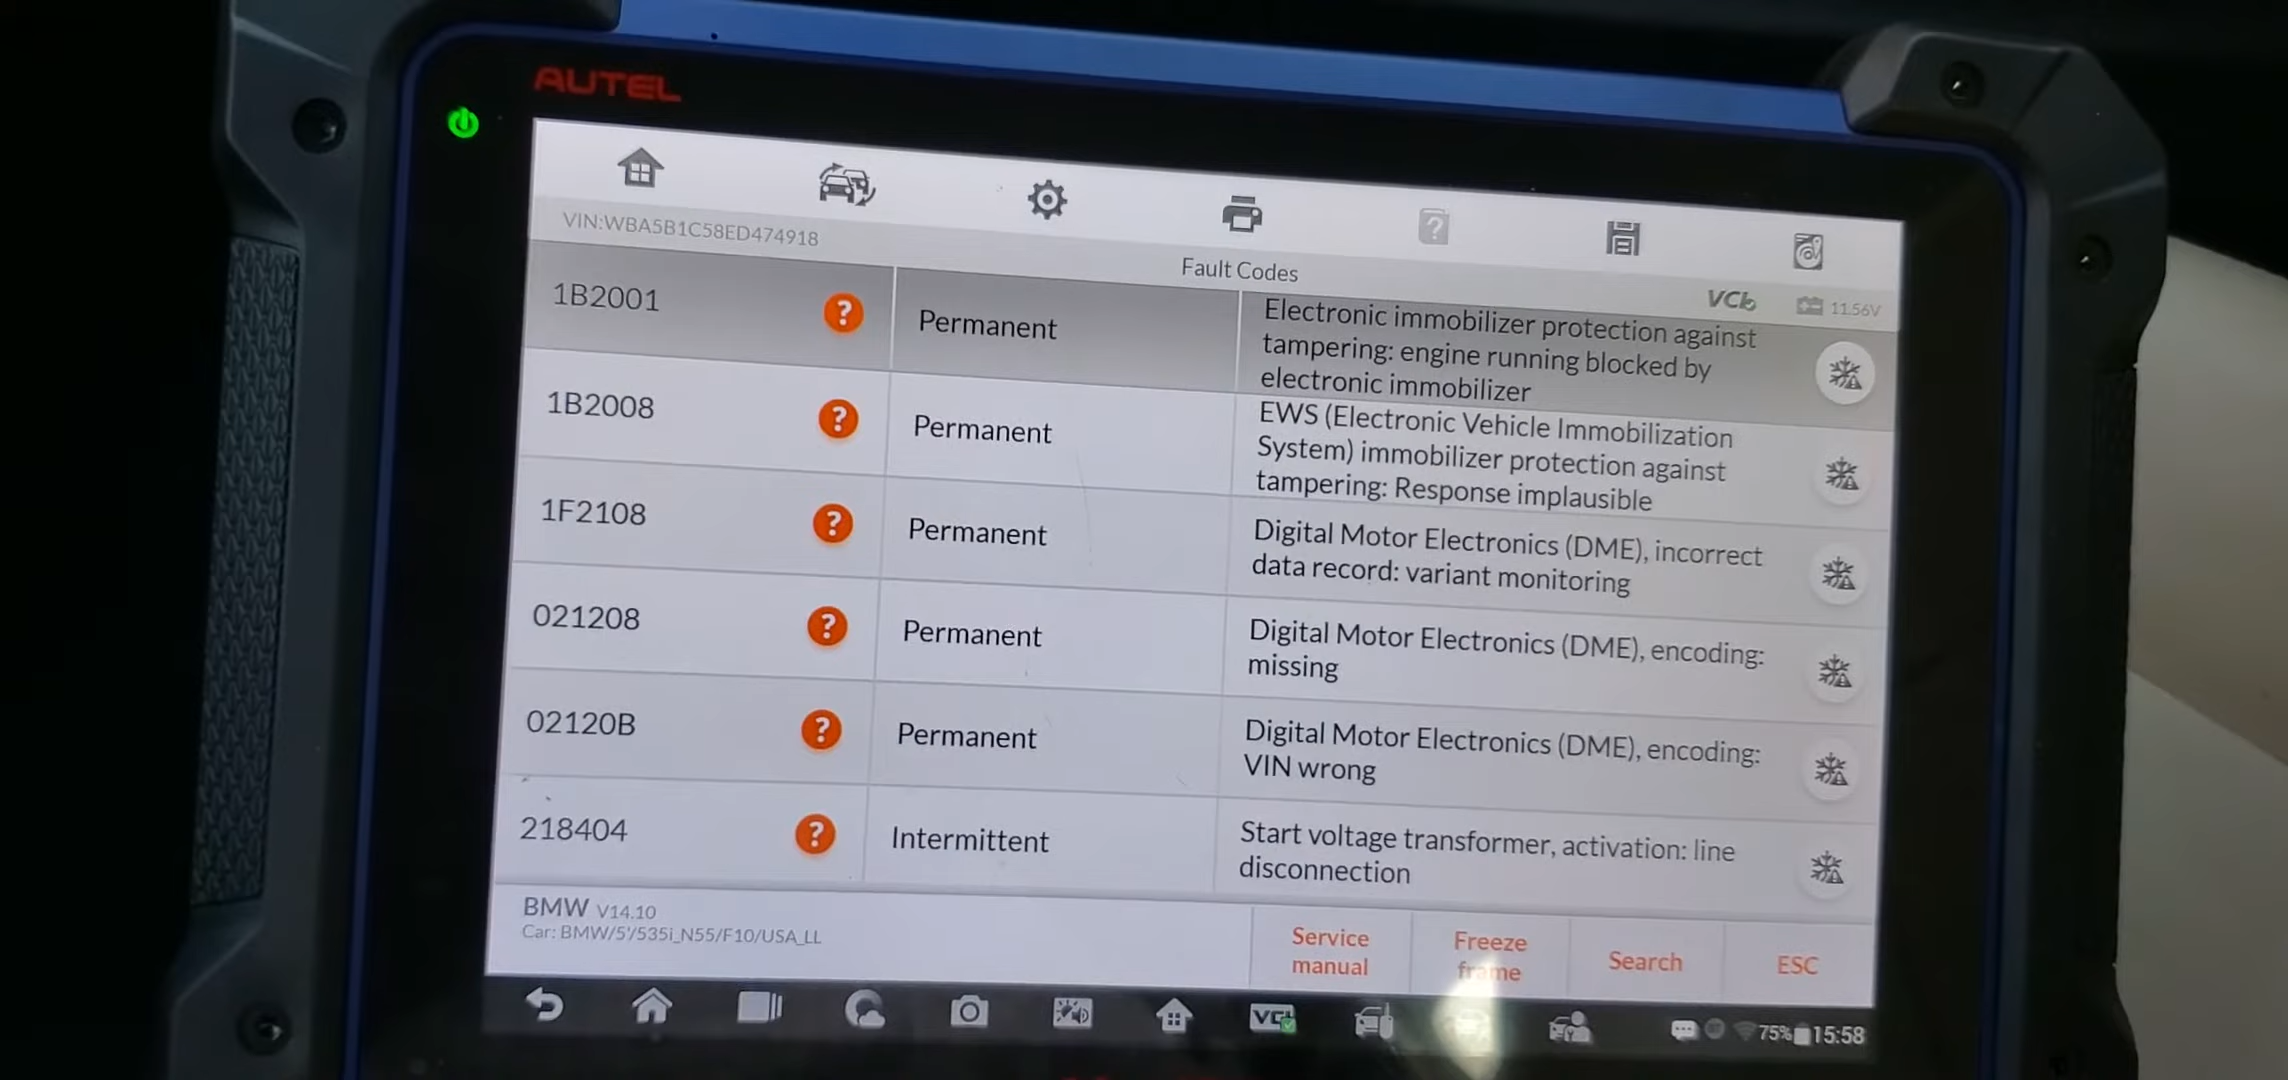 AUTEL
VIN:WBA5B1C58ED474918
Fault Codes
VCI
11.56V
1B2001
Permanent
Electronic immobilizer protection against
tampering: engine running blocked by
electronic immobilizer
1B2008
Permanent
EWS (Electronic Vehicle Immobilization
System) immobilizer protection against
tampering: Response implausible
1F2108
Permanent
Digital Motor Electronics (DME), incorrect
data record: variant monitoring
021208
Permanent
Digital Motor Electronics (DME), encoding:
missing
02120B
Permanent
Digital Motor Electronics (DME), encoding:
VIN wrong
218404
Intermittent
Start voltage transformer, activation: line
disconnection
BMW V14.10
Car: BMW/5'/535i_N55/F10/USA_LL
Service
manual
Freeze
frame
Search
ESC
VCI
75%
15:58